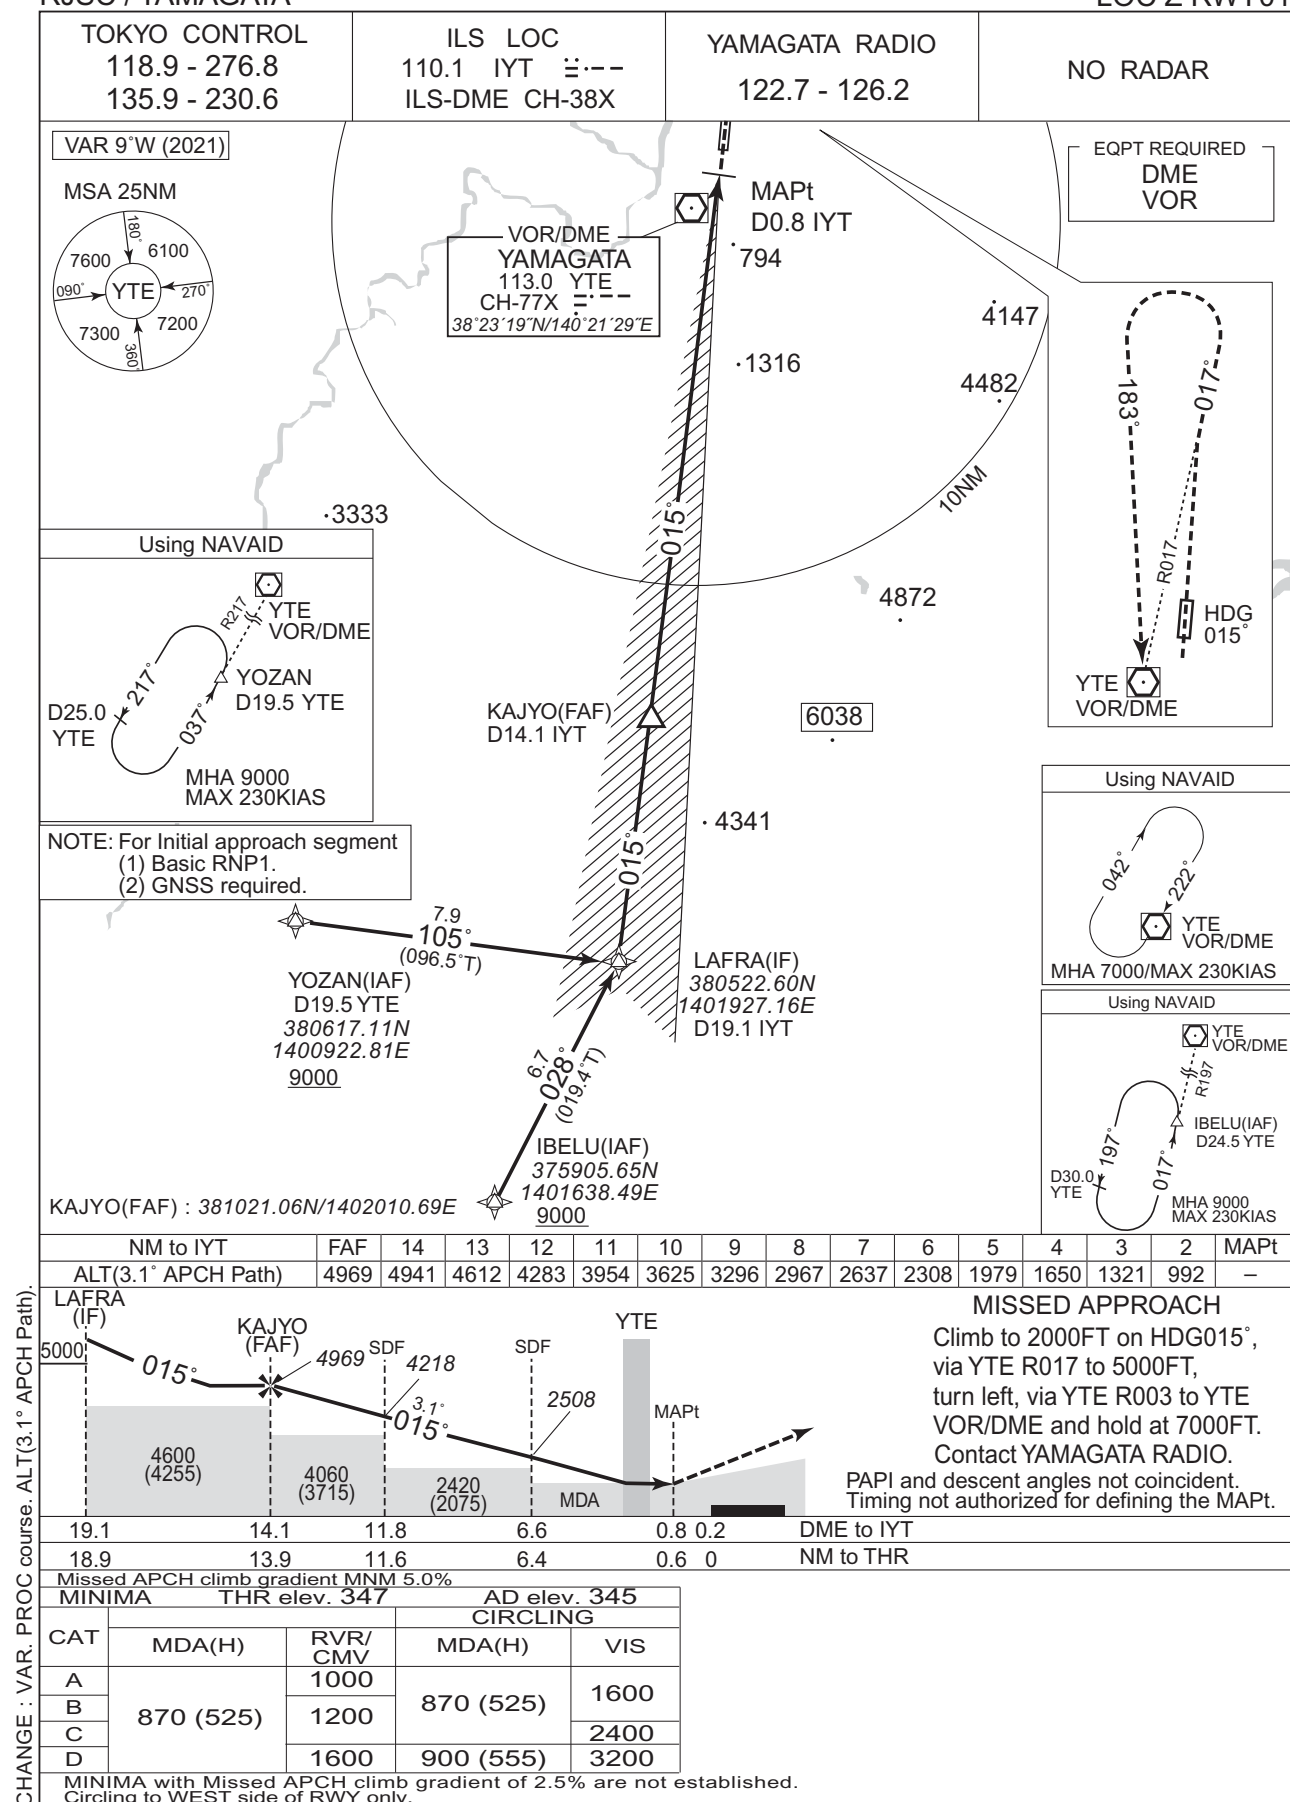 TOKYO CONTROL
118.9 - 276.8
135.9 - 230.6
ILS LOC
110.1 IYT
ILS-DME CH-38X
YAMAGATA RADIO
122.7 - 126.2
NO RADAR
VAR 9°W (2021)
MSA 25NM
180°
7600
6100
090°
YTE
270°
7300
7200
360°
EQPT REQUIRED
DME
VOR
MAPt
D0.8 IYT
VOR/DME
YAMAGATA
113.0 YTE
CH-77X
38°23´19˝N/140°21´29˝E
794
4147
1316
4482
10NM
3333
4872
6038
4341
183°
017°
R017
HDG
015°
YTE
VOR/DME
Using NAVAID
R217
YTE
VOR/DME
217°
037°
YOZAN
D19.5 YTE
D25.0
YTE
MHA 9000
MAX 230KIAS
015°
KAJYO(FAF)
D14.1 IYT
015°
NOTE: For Initial approach segment
(1) Basic RNP1.
(2) GNSS required.
7.9
105°
(096.5°T)
YOZAN(IAF)
D19.5 YTE
380617.11N
1400922.81E
9000
LAFRA(IF)
380522.60N
1401927.16E
D19.1 IYT
6.7
028°
(019.4°T)
IBELU(IAF)
375905.65N
1401638.49E
9000
KAJYO(FAF) : 381021.06N/1402010.69E
Using NAVAID
042°
222°
YTE
VOR/DME
MHA 7000/MAX 230KIAS
Using NAVAID
YTE
VOR/DME
R197
IBELU(IAF)
D24.5 YTE
197°
017°
D30.0
YTE
MHA 9000
MAX 230KIAS
NM to IYT FAF 14 13 12 11 10 9 8 7 6 5 4 3 2 MAPt
ALT(3.1° APCH Path) 4969 4941 4612 4283 3954 3625 3296 2967 2637 2308 1979 1650 1321 992 –
LAFRA
(IF)
5000
015°
KAJYO
(FAF)
4969
SDF
4218
3.1°
015°
SDF
2508
YTE
MAPt
4600
(4255)
4060
(3715)
2420
(2075)
MDA
MISSED APPROACH
Climb to 2000FT on HDG015°,
via YTE R017 to 5000FT,
turn left, via YTE R003 to YTE
VOR/DME and hold at 7000FT.
Contact YAMAGATA RADIO.
PAPI and descent angles not coincident.
Timing not authorized for defining the MAPt.
19.1 14.1 11.8 6.6 0.8 0.2 DME to IYT
18.9 13.9 11.6 6.4 0.6 0 NM to THR
Missed APCH climb gradient MNM 5.0%
MINIMA THR elev. 347 AD elev. 345
CAT
CIRCLING
MDA(H)
RVR/
CMV
MDA(H)
VIS
A
B
C
D
870 (525)
1000
1200
1600
870 (525)
900 (555)
1600
2400
3200
MINIMA with Missed APCH climb gradient of 2.5% are not established.
Circling to WEST side of RWY only.
CHANGE : VAR. PROC course. ALT(3.1° APCH Path).